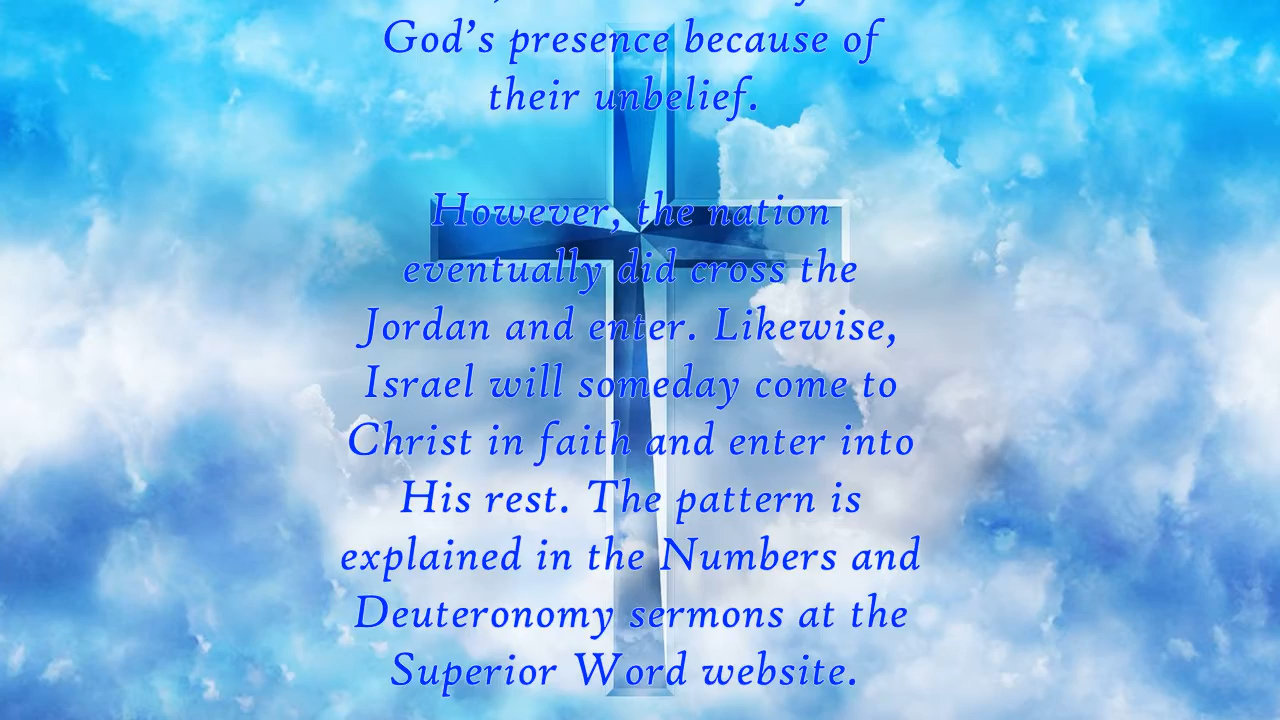 God’s presence because of
their unbelief.
However, the nation
eventually did cross the
Jordan and enter. Likewise,
Israel will someday come to
Christ in faith and enter into
His rest. The pattern is
explained in the Numbers and
Deuteronomy sermons at the
Superior Word website.